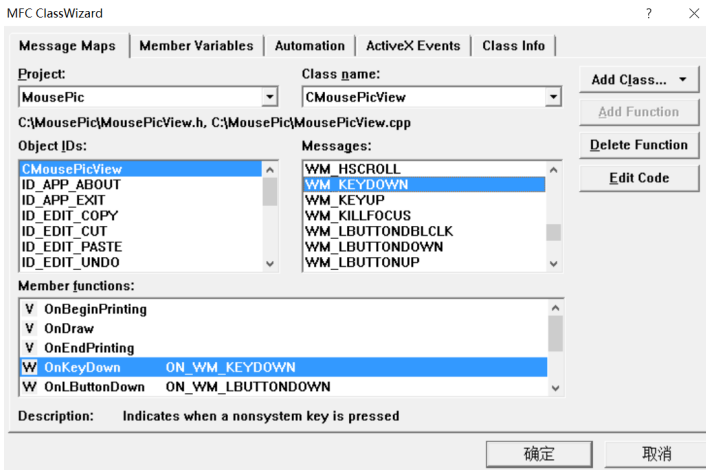 MFC ClassWizard
Message Maps Member Variables Automation ActiveX Events Class Info
Project: Class name:
MousePic CMousePicView
Add Class...
C:\MousePic\MousePicView.h, C:\MousePic\MousePicView.cpp
Add Function
Object IDs: Messages:
Delete Function
CMousePicView WM_HSCROLL
ID_APP_ABOUT WM_KEYDOWN
Edit Code
ID_APP_EXIT WM_KEYUP
ID_EDIT_COPY WM_KILLFOCUS
ID_EDIT_CUT WM_LBUTTONDBLCLK
ID_EDIT_PASTE WM_LBUTTONDOWN
ID_EDIT_UNDO WM_LBUTTONUP
Member functions:
V OnBeginPrinting
V OnDraw
V OnEndPrinting
W OnKeyDown ON_WM_KEYDOWN
W OnLButtonDown ON_WM_LBUTTONDOWN
Description: Indicates when a nonsystem key is pressed
确定 取消